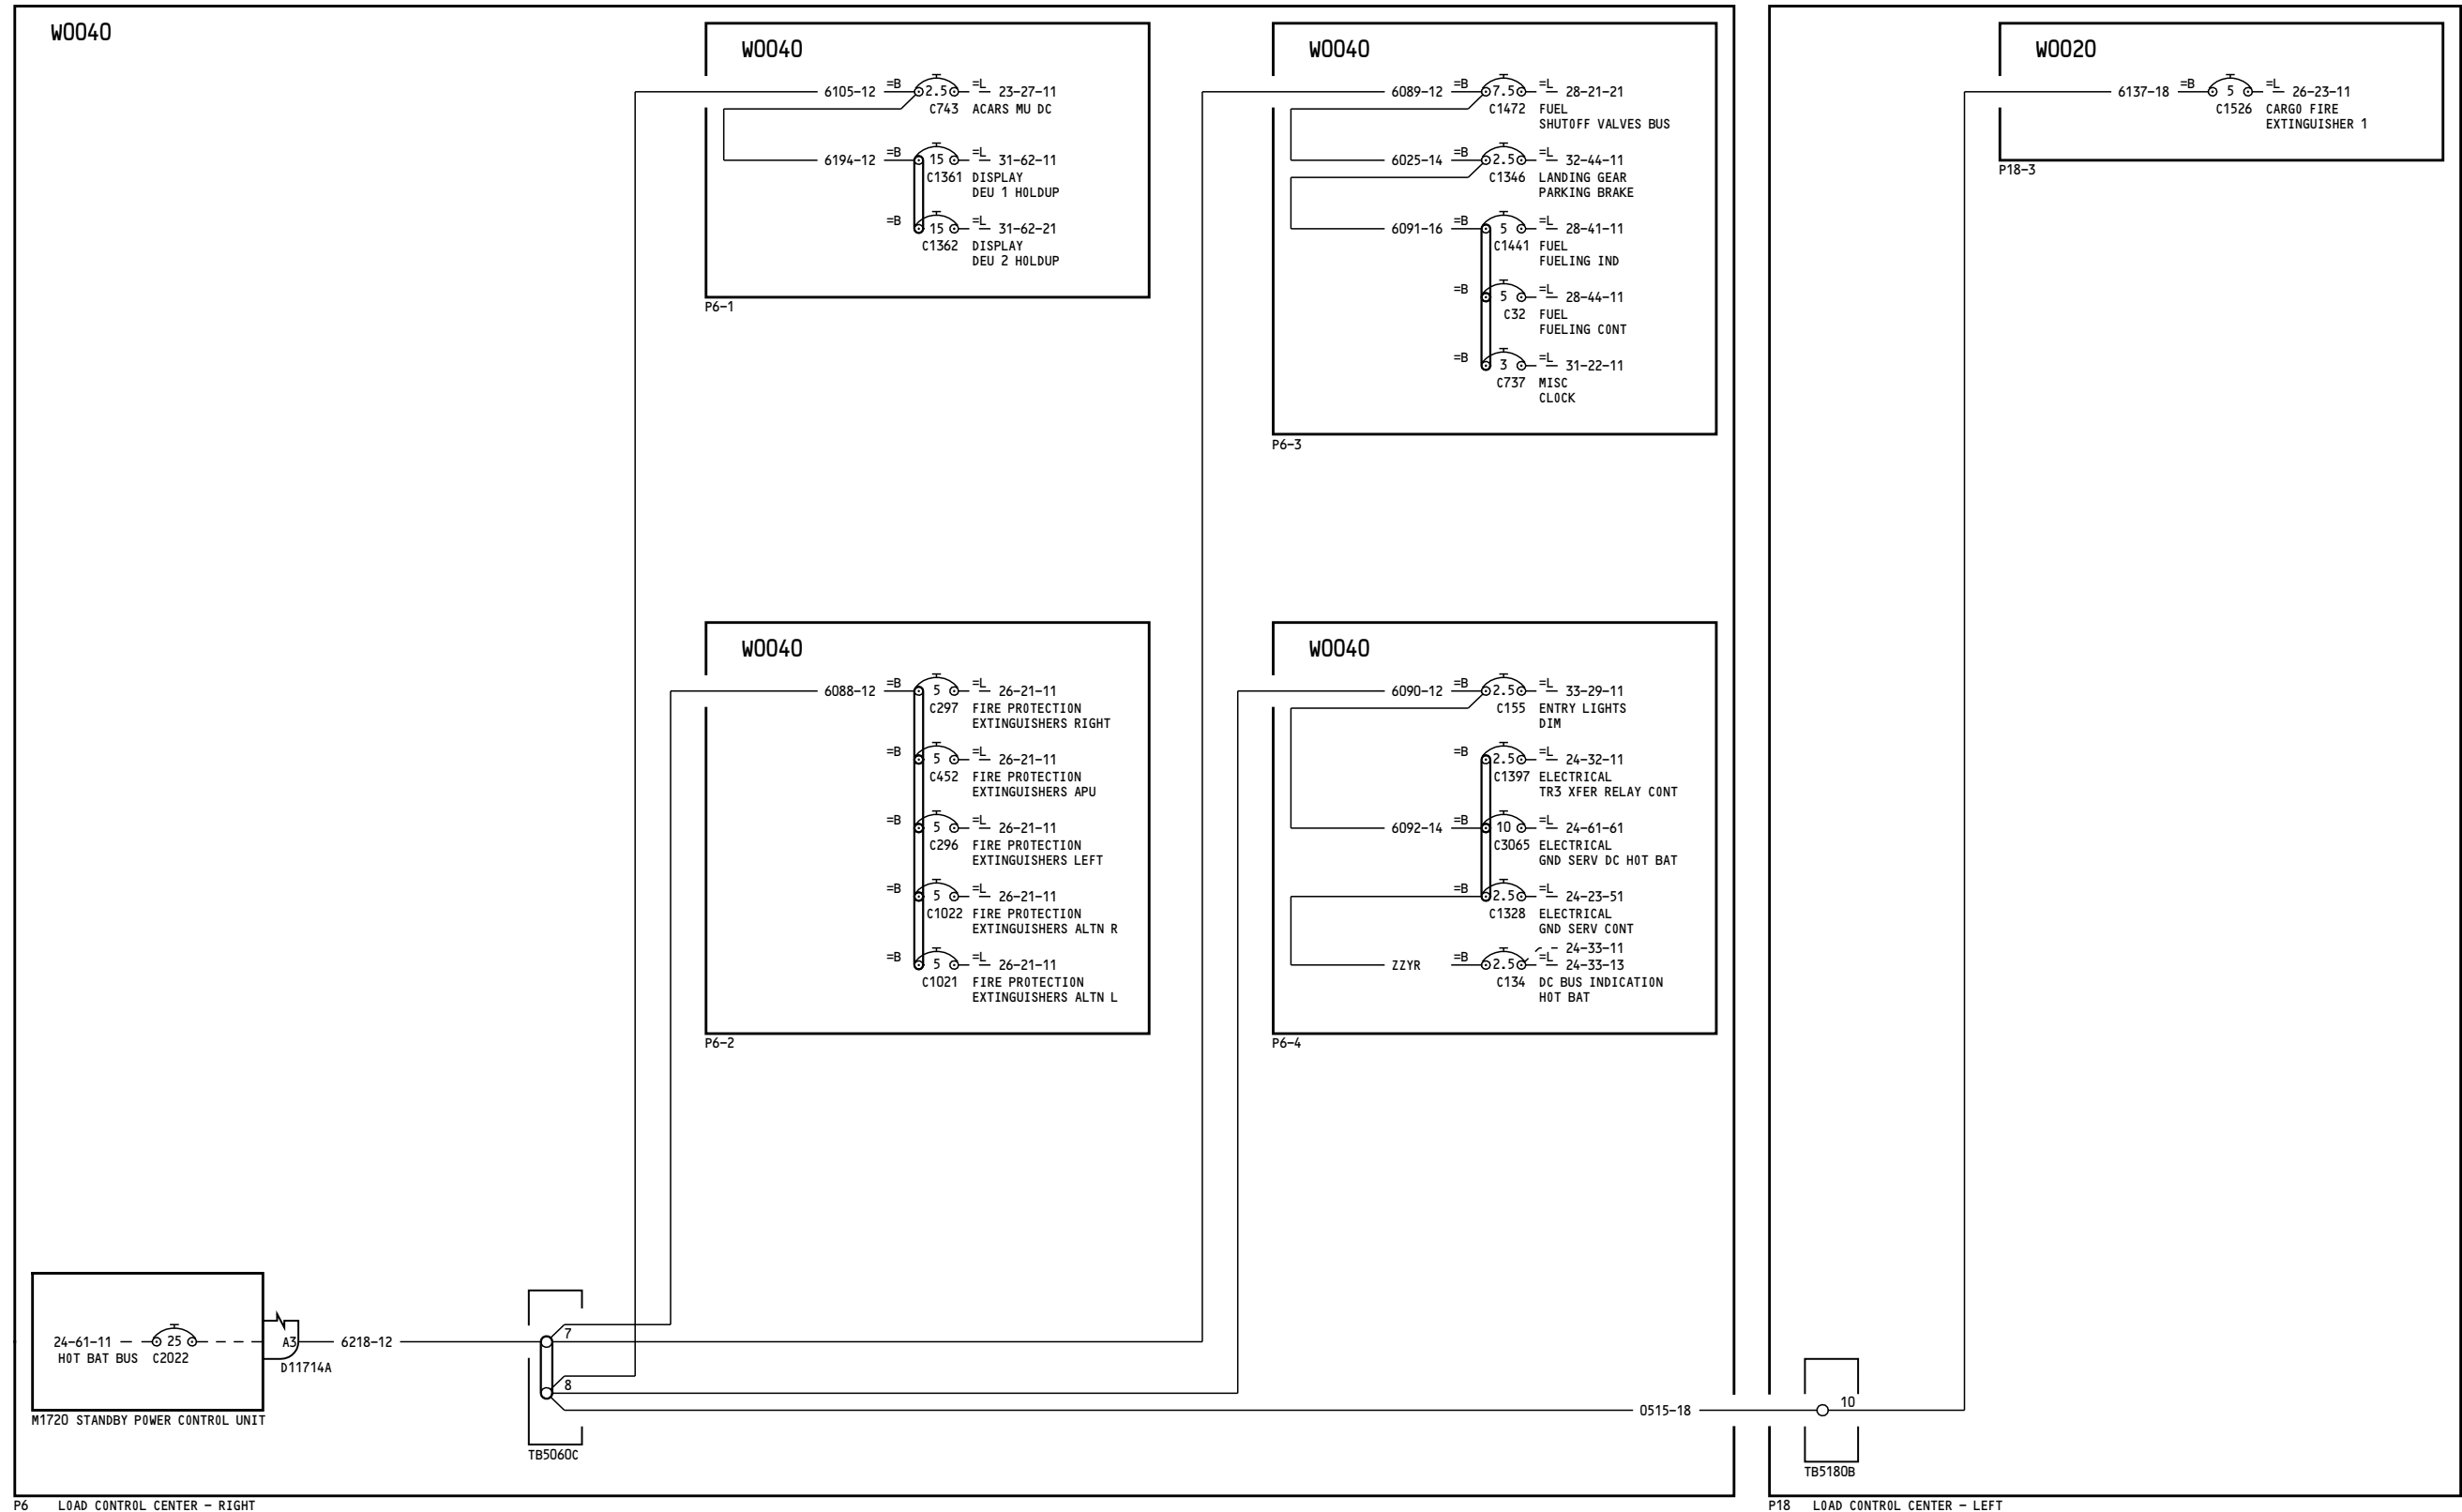 W0040
W0040
6105-12 =B 2.5 =L 23-27-11
C743 ACARS MU DC
6194-12 =B 15 =L 31-62-11
C1361 DISPLAY
DEU 1 HOLDUP
=B 15 =L 31-62-21
C1362 DISPLAY
DEU 2 HOLDUP
P6-1
W0040
6089-12 =B 7.5 =L 28-21-21
C1472 FUEL
SHUTOFF VALVES BUS
6025-14 =B 2.5 =L 32-44-11
C1346 LANDING GEAR
PARKING BRAKE
6091-16 =B 5 =L 28-41-11
C1441 FUEL
FUELING IND
=B 5 =L 28-44-11
C32 FUEL
FUELING CONT
=B 3 =L 31-22-11
C737 MISC
CLOCK
P6-3
W0020
6137-18 =B 5 =L 26-23-11
C1526 CARGO FIRE
EXTINGUISHER 1
P18-3
W0040
6088-12 =B 5 =L 26-21-11
C297 FIRE PROTECTION
EXTINGUISHERS RIGHT
=B 5 =L 26-21-11
C452 FIRE PROTECTION
EXTINGUISHERS APU
=B 5 =L 26-21-11
C296 FIRE PROTECTION
EXTINGUISHERS LEFT
=B 5 =L 26-21-11
C1022 FIRE PROTECTION
EXTINGUISHERS ALTN R
=B 5 =L 26-21-11
C1021 FIRE PROTECTION
EXTINGUISHERS ALTN L
P6-2
W0040
6090-12 =B 2.5 =L 33-29-11
C155 ENTRY LIGHTS
DIM
=B 2.5 =L 24-32-11
C1397 ELECTRICAL
TR3 XFER RELAY CONT
6092-14 =B 10 =L 24-61-61
C3065 ELECTRICAL
GND SERV DC HOT BAT
=B 2.5 =L 24-23-51
C1328 ELECTRICAL
GND SERV CONT
24-33-11
ZZYR =B 2.5 =L 24-33-13
C134 DC BUS INDICATION
HOT BAT
P6-4
24-61-11 25 A3 6218-12
HOT BAT BUS C2022
D11714A
M1720 STANDBY POWER CONTROL UNIT
7
8
TB5060C
0515-18
10
TB5180B
P6 LOAD CONTROL CENTER - RIGHT
P18 LOAD CONTROL CENTER - LEFT